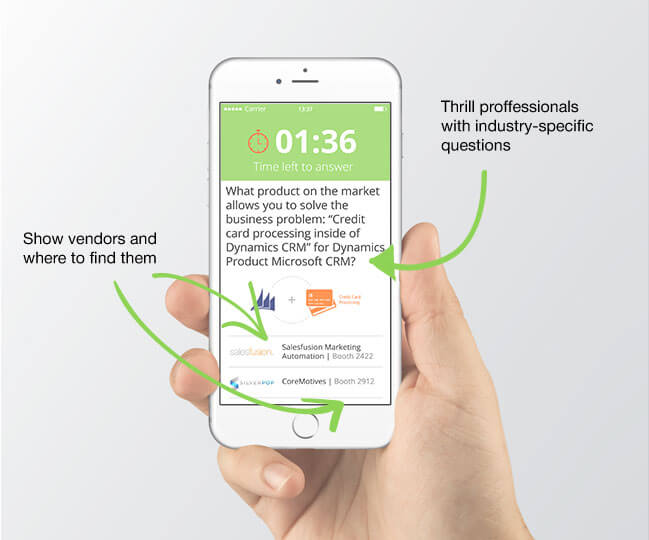 Carrier 13:37
01:36
Time left to answer
What product on the market
allows you to solve the
business problem: “Credit
card processing inside of
Dynamics CRM” for Dynamics
Product Microsoft CRM?
+
Credit Card
Processing
salesfusion.
Salesfusion Marketing
Automation | Booth 2422
SILVERPOP
CoreMotives | Booth 2912
Thrill proffessionals
with industry-specific
questions
Show vendors and
where to find them